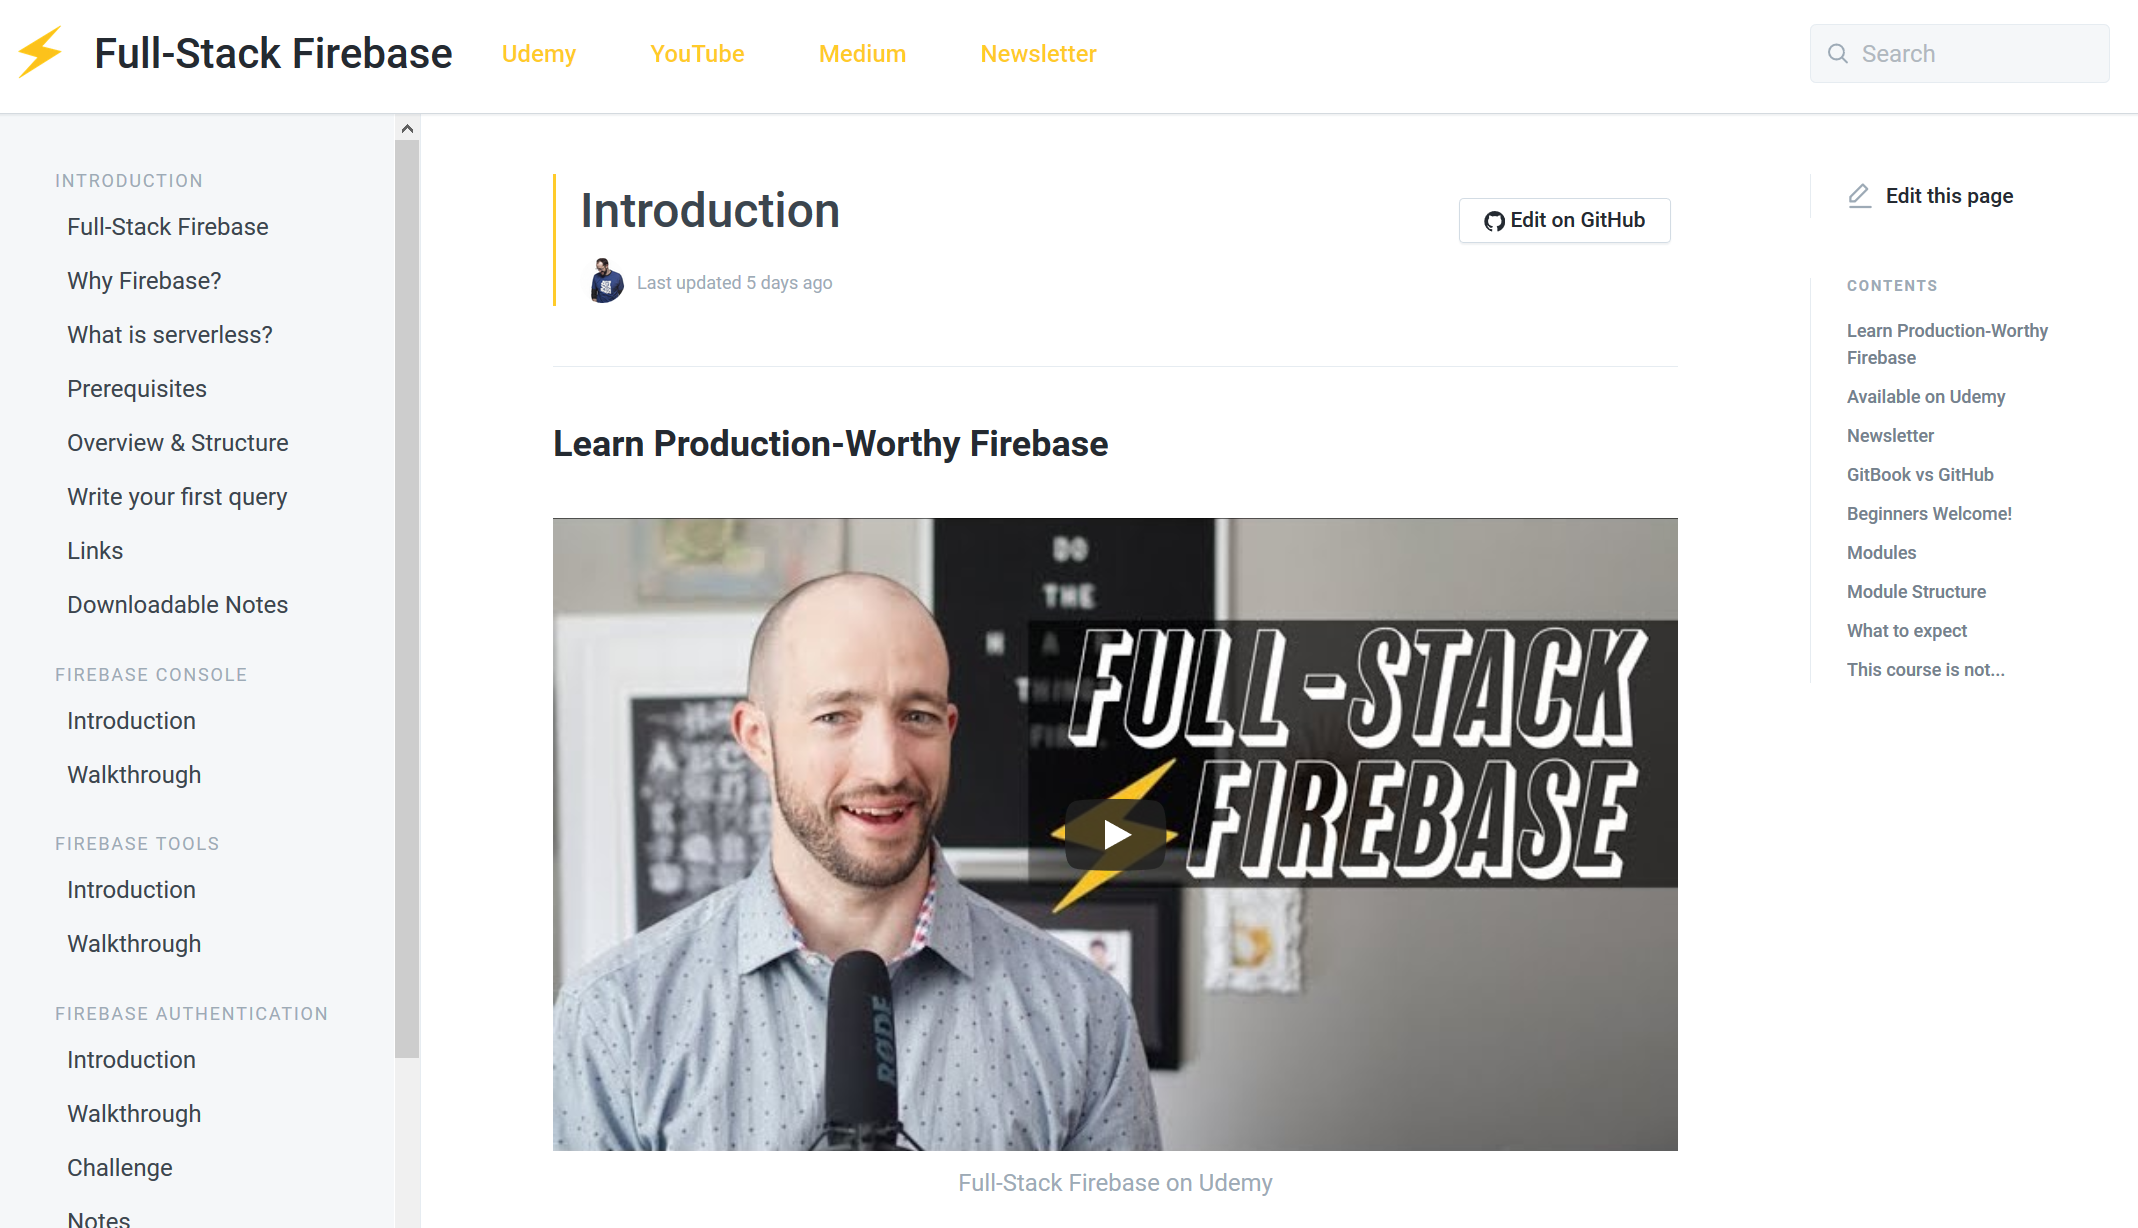 Full-Stack Firebase
Udemy
YouTube
Medium
Newsletter
Search
INTRODUCTION
Full-Stack Firebase
Why Firebase?
What is serverless?
Prerequisites
Overview & Structure
Write your first query
Links
Downloadable Notes
FIREBASE CONSOLE
Introduction
Walkthrough
FIREBASE TOOLS
Introduction
Walkthrough
FIREBASE AUTHENTICATION
Introduction
Walkthrough
Challenge
Notes
Introduction
Edit on GitHub
Last updated 5 days ago
Learn Production-Worthy Firebase
DO
THE
FULL-STACK
FIREBASE
RODE
Full-Stack Firebase on Udemy
Edit this page
CONTENTS
Learn Production-Worthy
Firebase
Available on Udemy
Newsletter
GitBook vs GitHub
Beginners Welcome!
Modules
Module Structure
What to expect
This course is not...